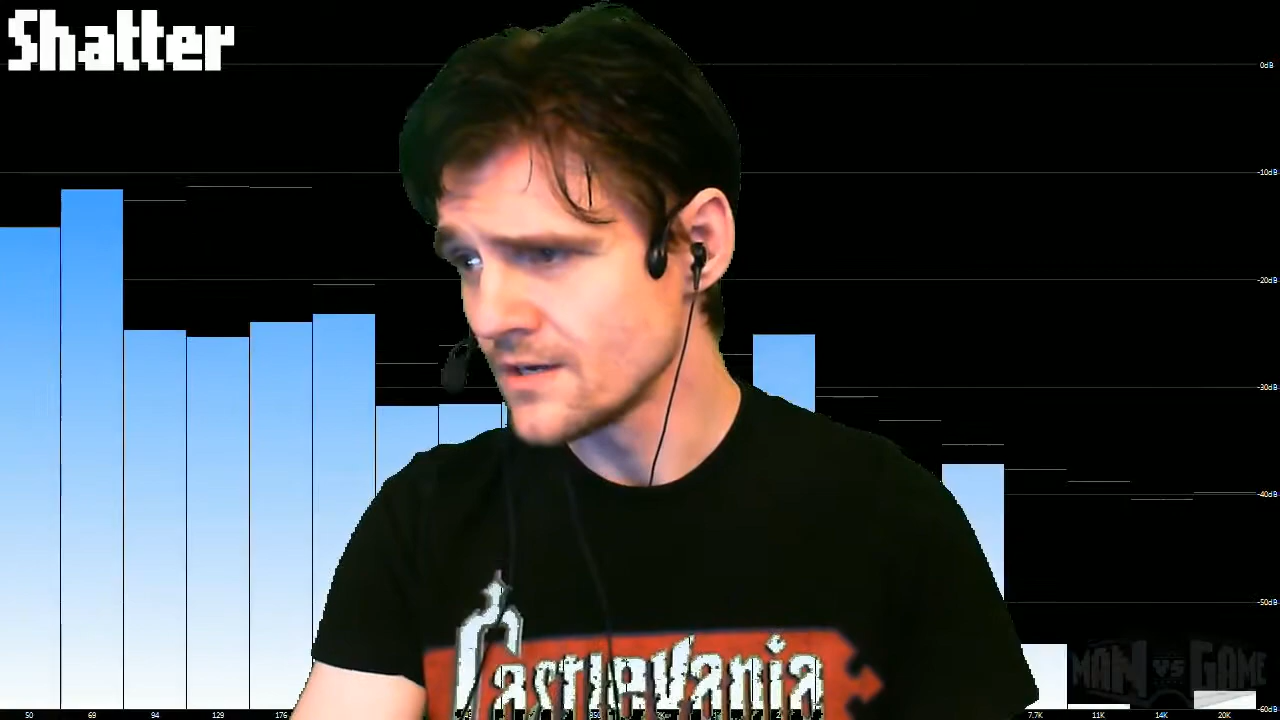 Shatter
0dB
-10dB
-20dB
-30dB
-40dB
-50dB
-60dB
Castlevania
MAN VS GAME
50 69 94 129 176 7.7K 11K 14K 20K